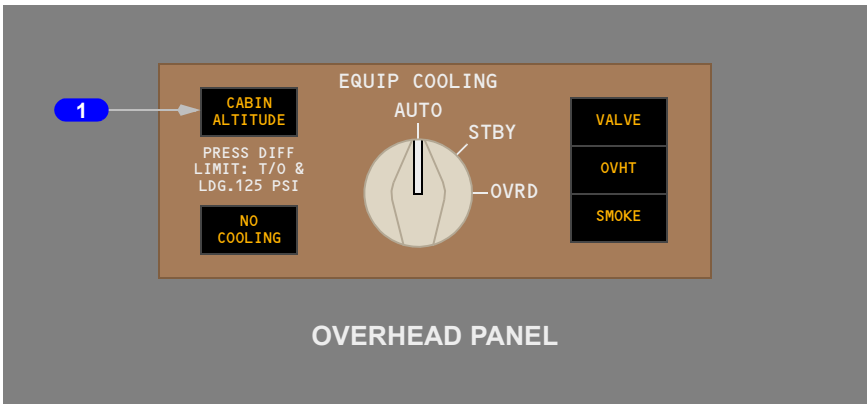 EQUIP COOLING
1
CABIN
ALTITUDE
PRESS DIFF
LIMIT: T/O &
LDG.125 PSI
NO
COOLING
AUTO
STBY
OVRD
VALVE
OVHT
SMOKE
OVERHEAD PANEL